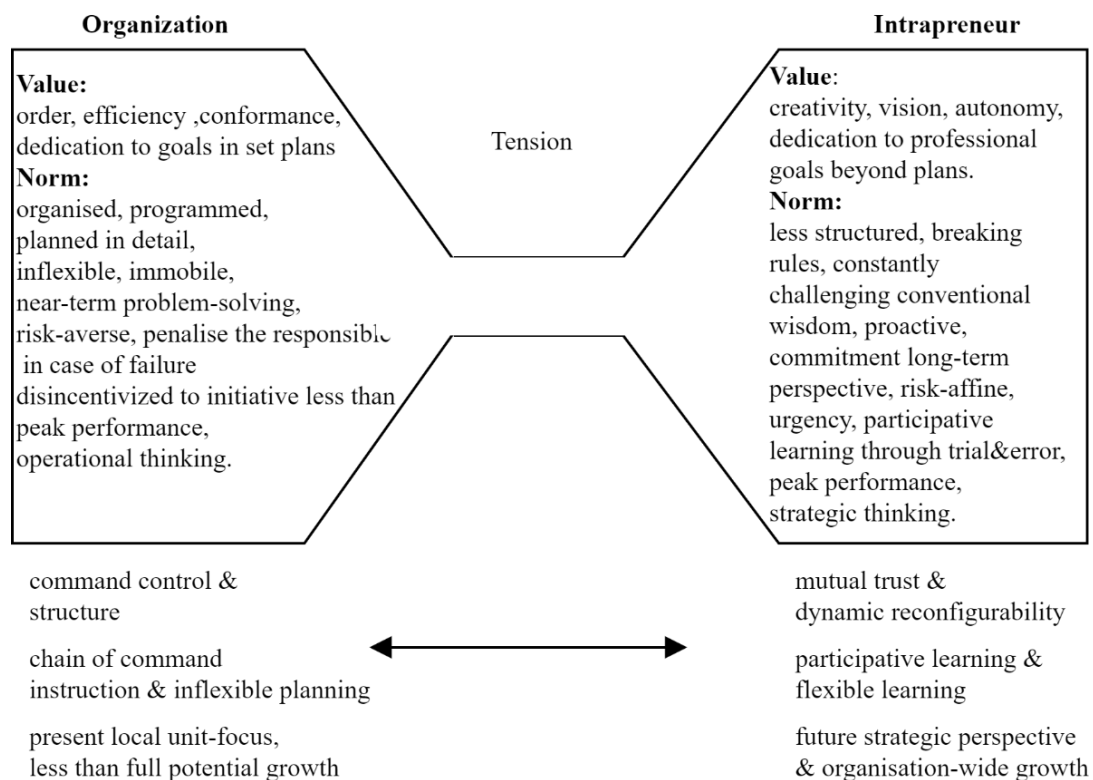 Organization
Value:
order, efficiency ,conformance,
dedication to goals in set plans
Norm:
organised, programmed,
planned in detail,
inflexible, immobile,
near-term problem-solving,
risk-averse, penalise the responsible
in case of failure
disincentivized to initiative less than
peak performance,
operational thinking.
Tension
Intrapreneur
Value:
creativity, vision, autonomy,
dedication to professional
goals beyond plans.
Norm:
less structured, breaking
rules, constantly
challenging conventional
wisdom, proactive,
commitment long-term
perspective, risk-affine,
urgency, participative
learning through trial&error,
peak performance,
strategic thinking.
command control &
structure
chain of command
instruction & inflexible planning
present local unit-focus,
less than full potential growth
mutual trust &
dynamic reconfigurability
participative learning &
flexible learning
future strategic perspective
& organisation-wide growth